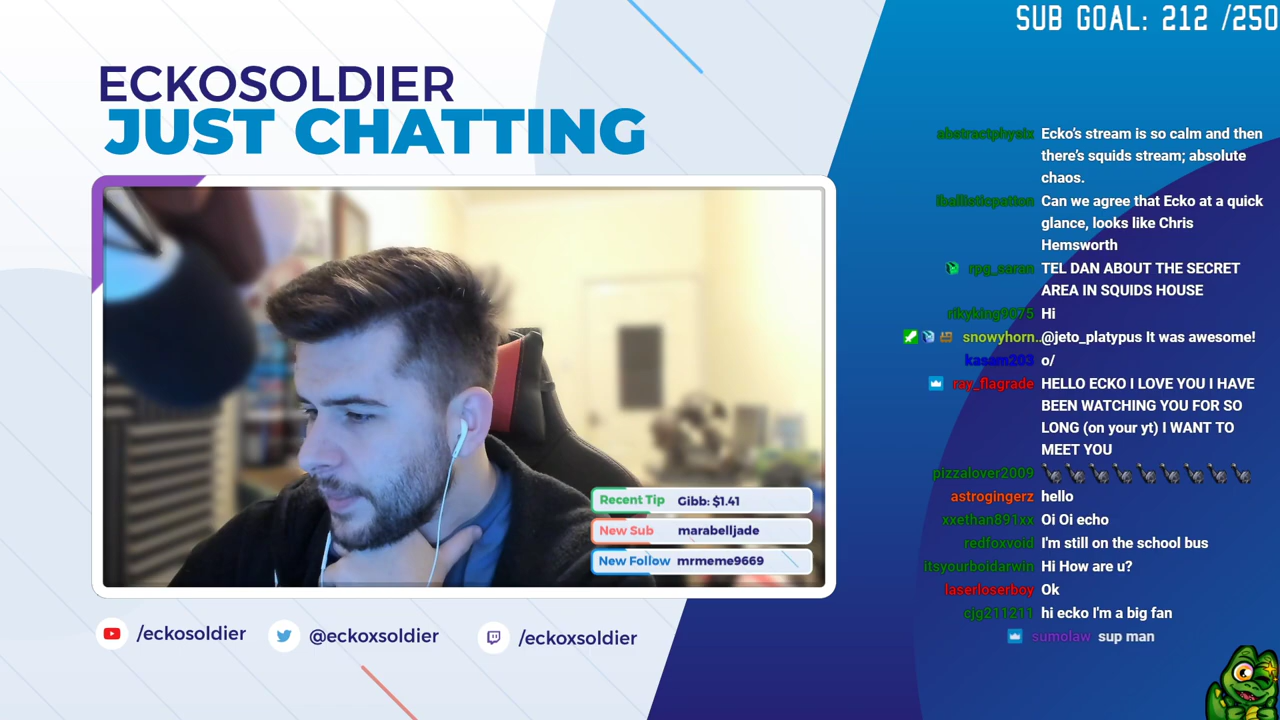 SUB GOAL: 212 /250
ECKOSOLDIER
JUST CHATTING
Recent Tip Gibb: $1.41
New Sub marabelljade
New Follow mrmeme9669
/eckosoldier @eckoxsoldier /eckoxsoldier
abstractphysix Ecko's stream is so calm and then
there's squids stream; absolute
chaos.
lballisticpation Can we agree that Ecko at a quick
glance, looks like Chris
Hemsworth
rpg_saran TEL DAN ABOUT THE SECRET
AREA IN SQUIDS HOUSE
rikyking9075 Hi
snowyhorn.. @jeto_platypus It was awesome!
kasam203 o/
ray_flagrade HELLO ECKO I LOVE YOU I HAVE
BEEN WATCHING YOU FOR SO
LONG (on your yt) I WANT TO
MEET YOU
pizzalover2009
astrogingerz hello
xxethan891xx Oi Oi echo
redfoxvoid I'm still on the school bus
itsyourboidarwin Hi How are u?
laserloserboy Ok
cjg211211 hi ecko I'm a big fan
sumolaw sup man